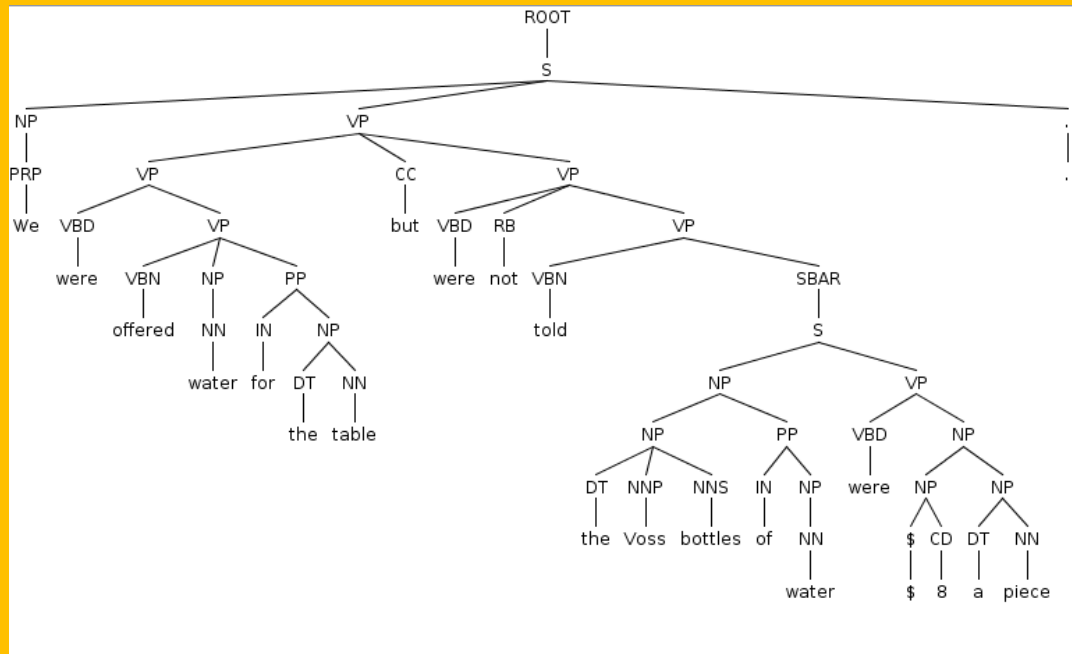 ROOT
S
NP VP .
PRP VP CC VP .
We VBD VP but VBD RB VP
were VBN NP PP were not VBN SBAR
offered NN IN NP told S
water for DT NN NP VP
the table NP PP VBD NP
DT NNP NNS IN NP were NP NP
the Voss bottles of NN $ CD DT NN
water $ 8 a piece